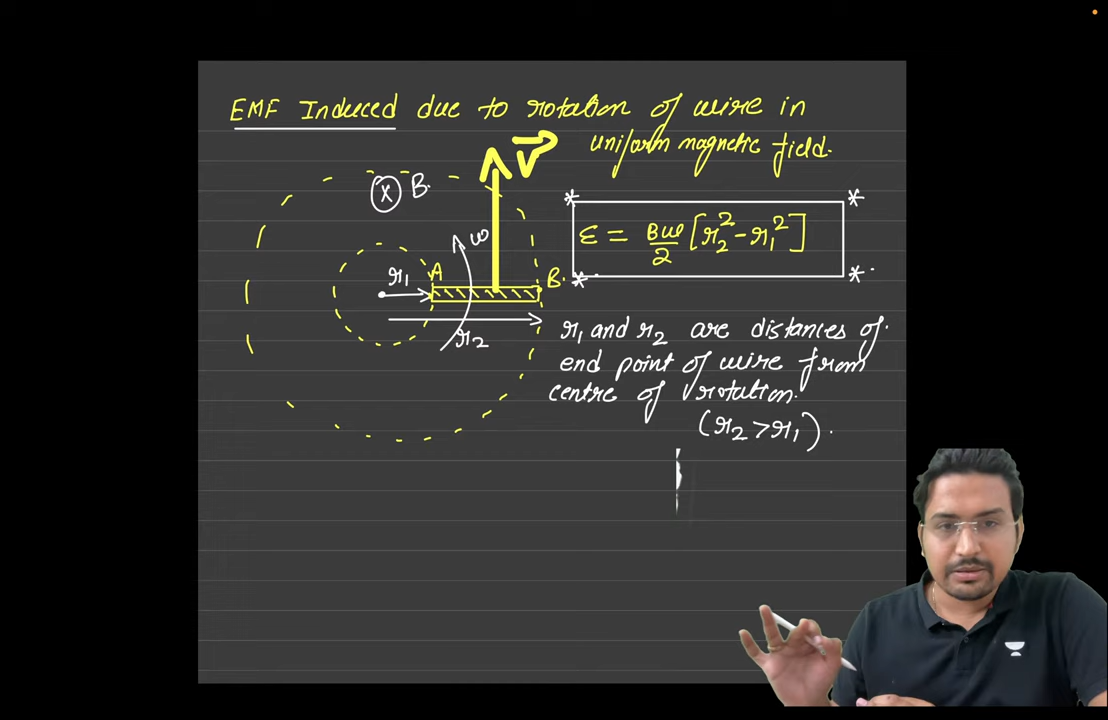 EMF Induced due to rotation of wire in
uniform magnetic field.
V
(x) B.
* *
ε = Bω/2 [r₂² - r₁²]
* *
ω
r₁
A
B.
r₂
r₁ and r₂ are distances of
end point of wire from
centre of rotation.
(r₂ > r₁).